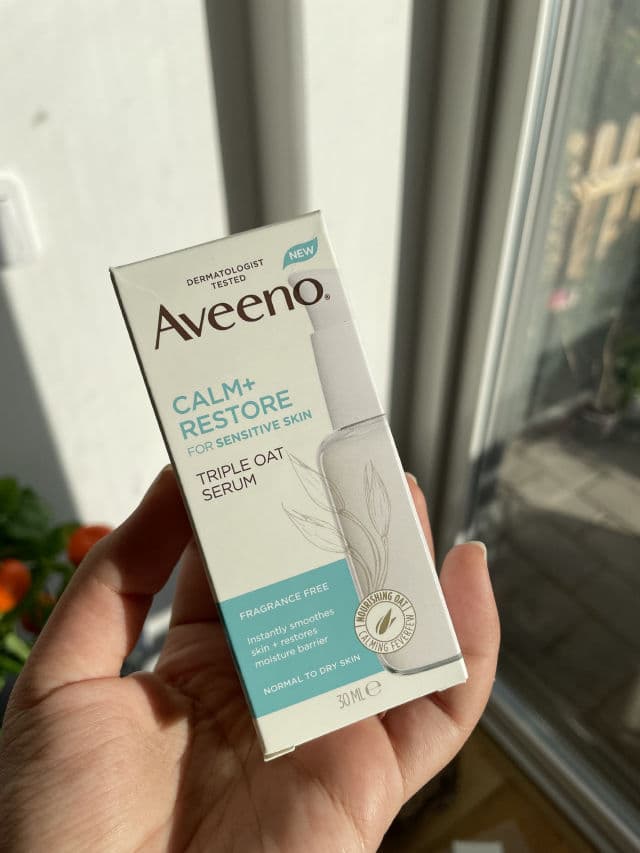 NEW
DERMATOLOGIST
TESTED
Aveeno®
CALM+
RESTORE
FOR SENSITIVE SKIN
TRIPLE OAT
SERUM
FRAGRANCE FREE
Instantly smoothes
skin + restores
moisture barrier
NORMAL TO DRY SKIN
NOURISHING OAT
CALMING FEVERFEW
30 ML ℮